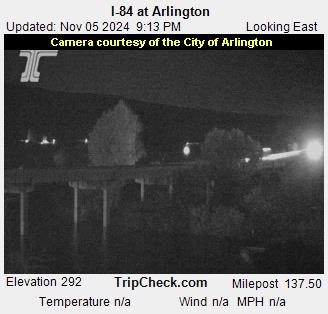 I-84 at Arlington
Updated: Nov 05 2024 9:13 PM Looking East
Camera courtesy of the City of Arlington
Elevation 292 TripCheck.com Milepost 137.50
Temperature n/a Wind n/a MPH n/a